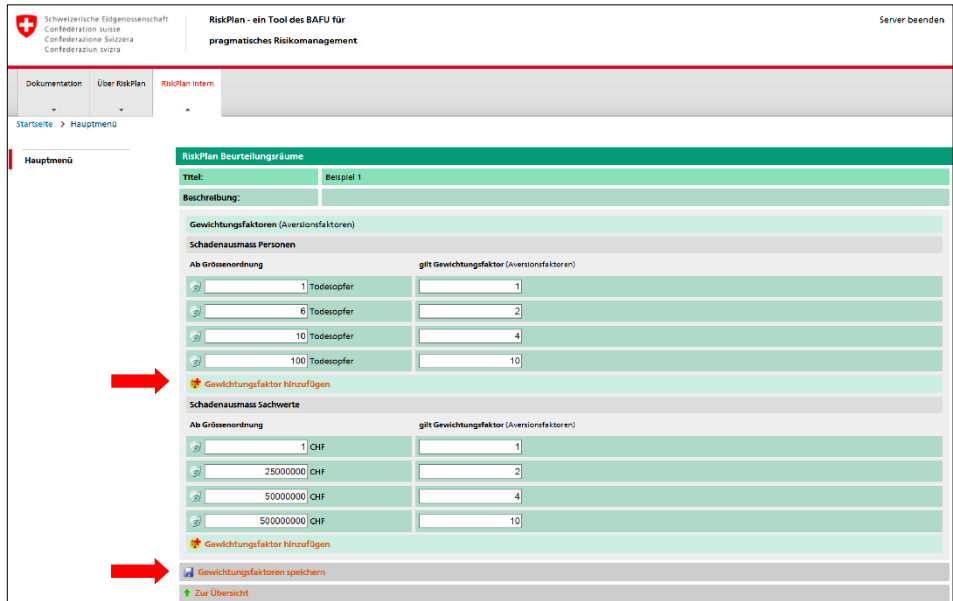 Schweizerische Eidgenossenschaft
Confédération suisse
Confederazione Svizzera
Confederaziun svizra
RiskPlan - ein Tool des BAFU für
pragmatisches Risikomanagement
Server beenden
Dokumentation Über RiskPlan RiskPlan intern
Startseite > Hauptmenü
Hauptmenü
RiskPlan Beurteilungsräume
Titel: Beispiel 1
Beschreibung:
Gewichtungsfaktoren (Aversionsfaktoren)
Schadenausmass Personen
Ab Grössenordnung gilt Gewichtungsfaktor (Aversionsfaktoren)
1 Todesopfer 1
6 Todesopfer 2
10 Todesopfer 4
100 Todesopfer 10
Gewichtungsfaktor hinzufügen
Schadenausmass Sachwerte
Ab Grössenordnung gilt Gewichtungsfaktor (Aversionsfaktoren)
1 CHF 1
25000000 CHF 2
50000000 CHF 4
500000000 CHF 10
Gewichtungsfaktor hinzufügen
Gewichtungsfaktoren speichern
Zur Übersicht